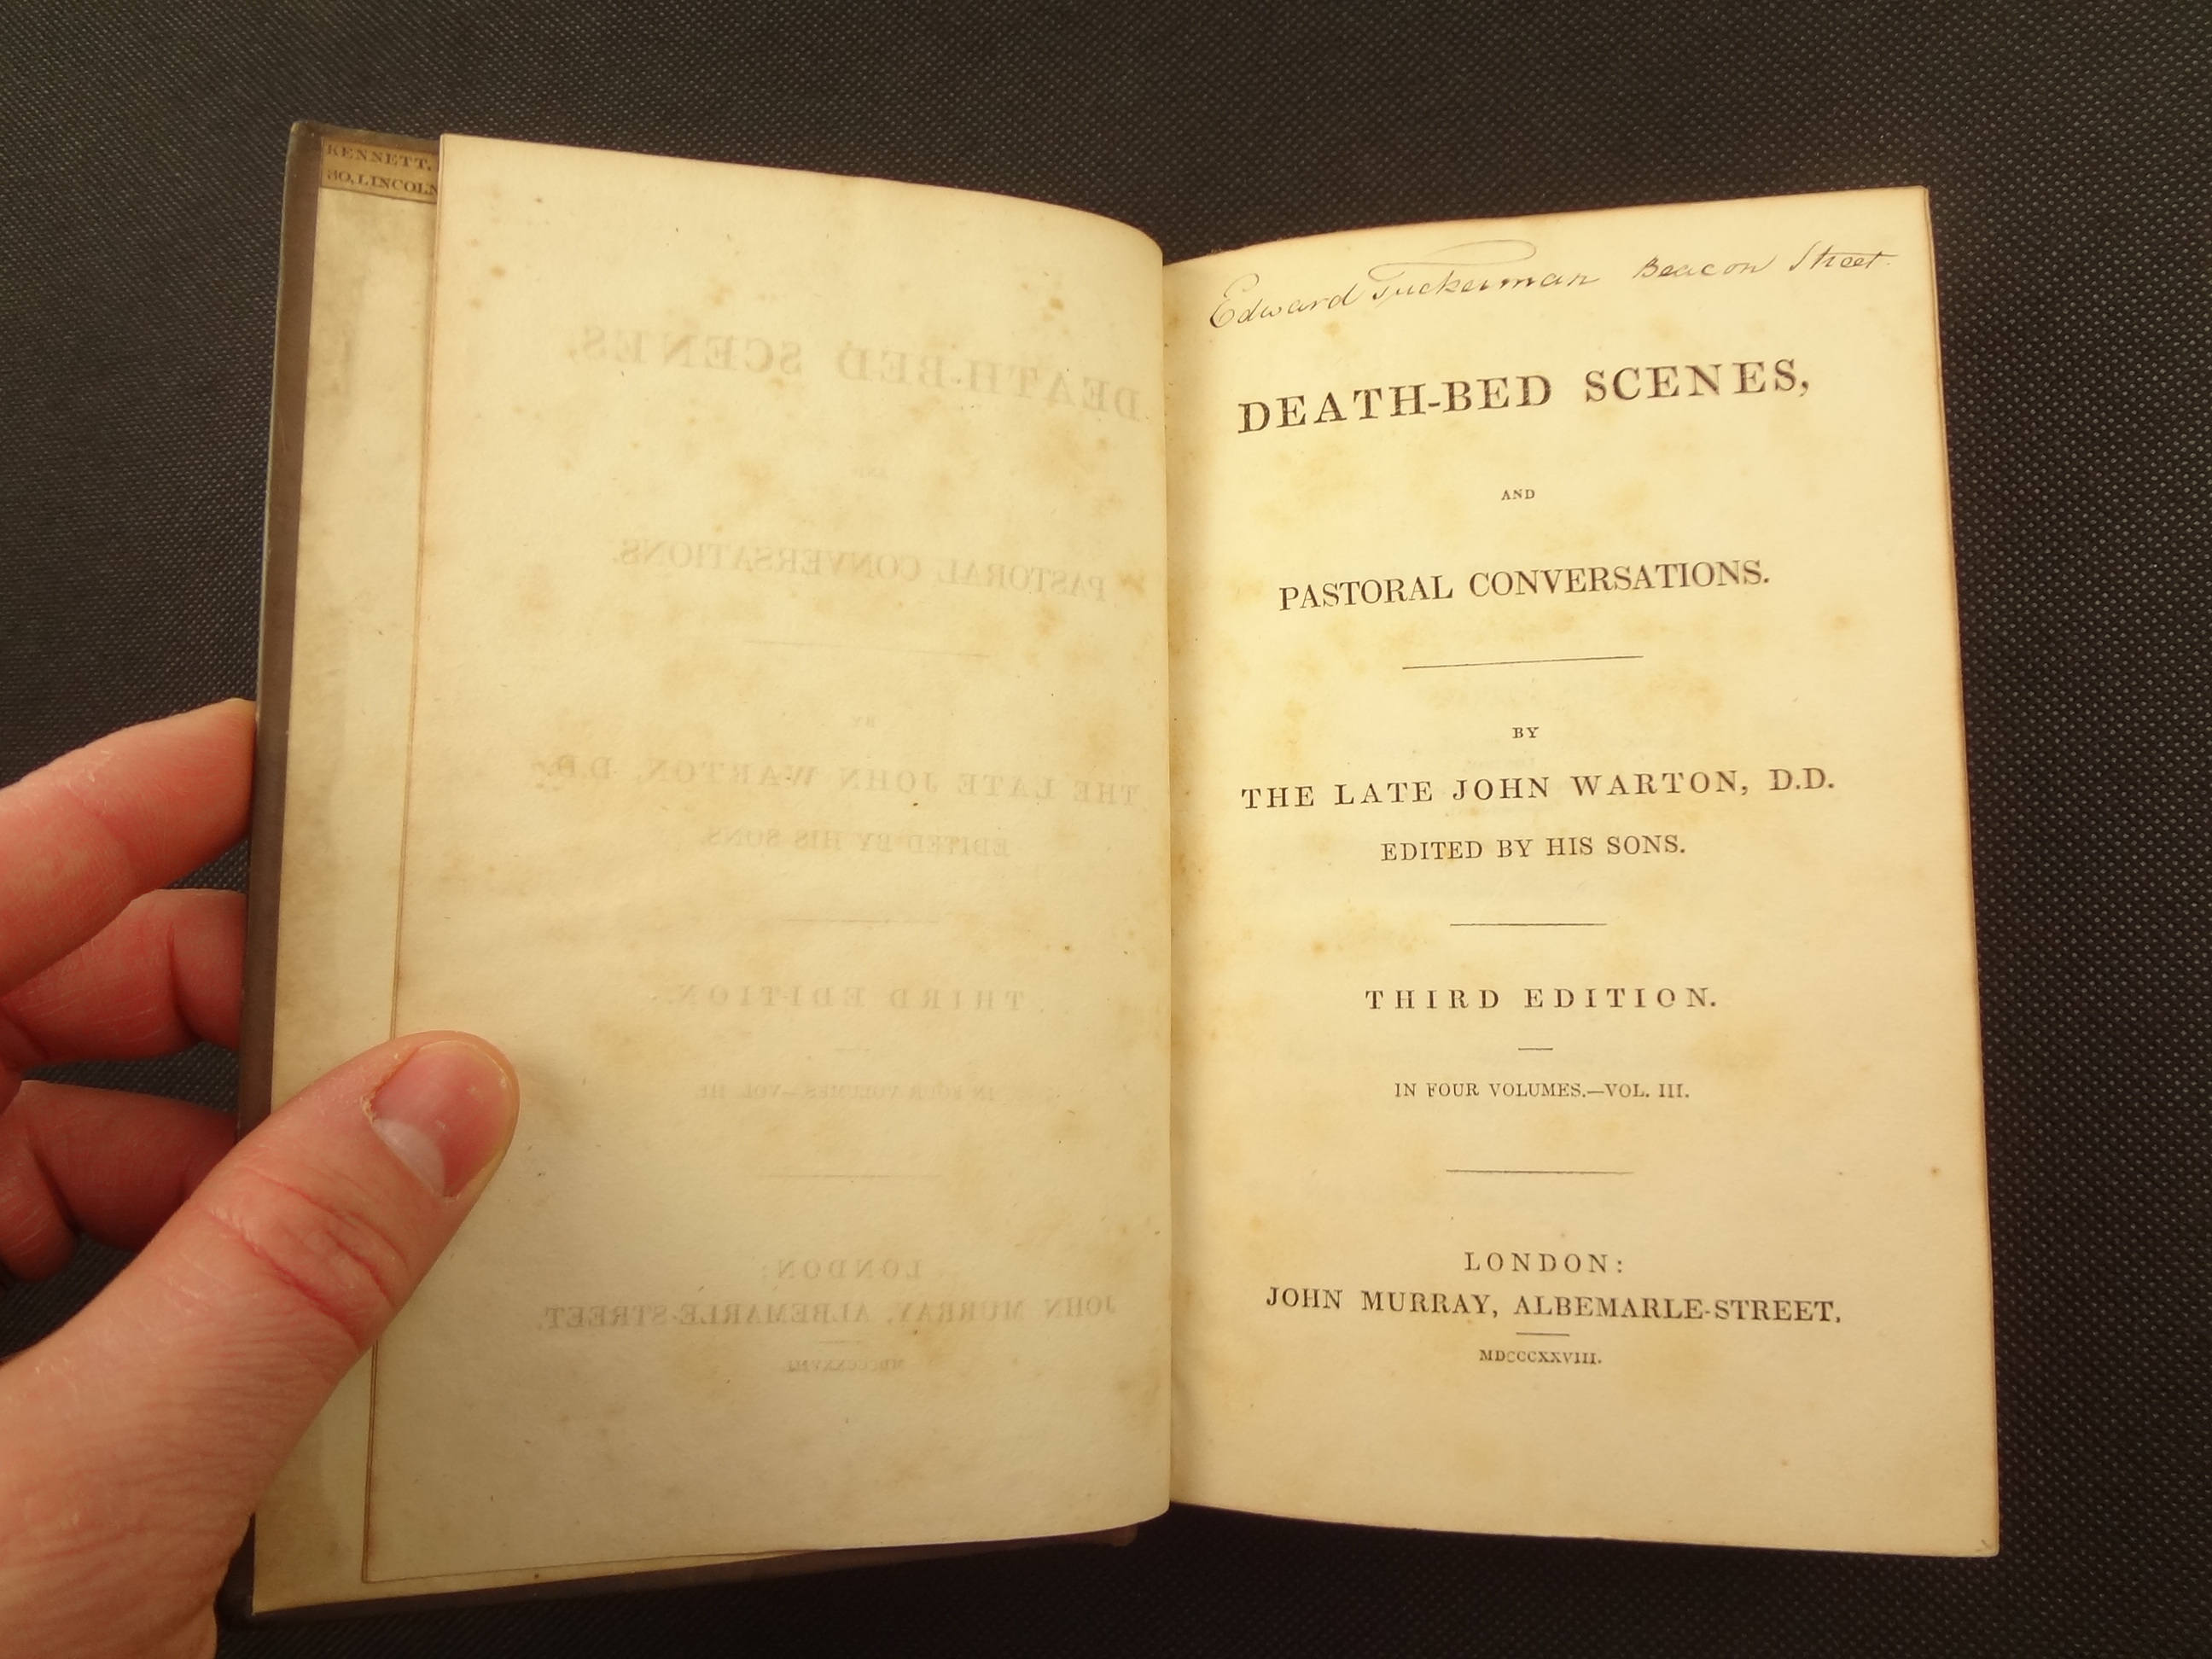 KENNETT.
30, LINCOLN
Edward Tuckerman Beacon Street.
DEATH-BED SCENES,
AND
PASTORAL CONVERSATIONS.
BY
THE LATE JOHN WARTON, D.D.
EDITED BY HIS SONS.
THIRD EDITION.
IN FOUR VOLUMES.—VOL. III.
LONDON:
JOHN MURRAY, ALBEMARLE-STREET.
MDCCCXXVIII.